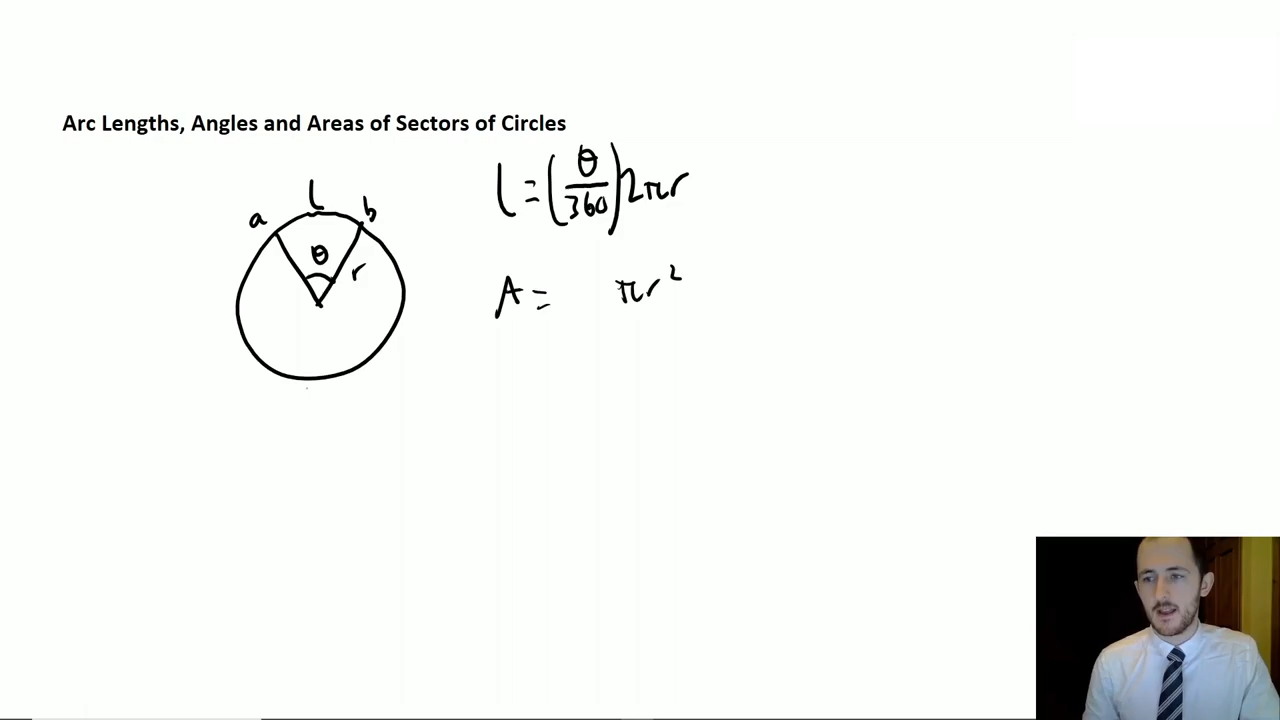 Arc Lengths, Angles and Areas of Sectors of Circles
l = (θ/360) 2πr
l
a
b
θ
r
A = πr²